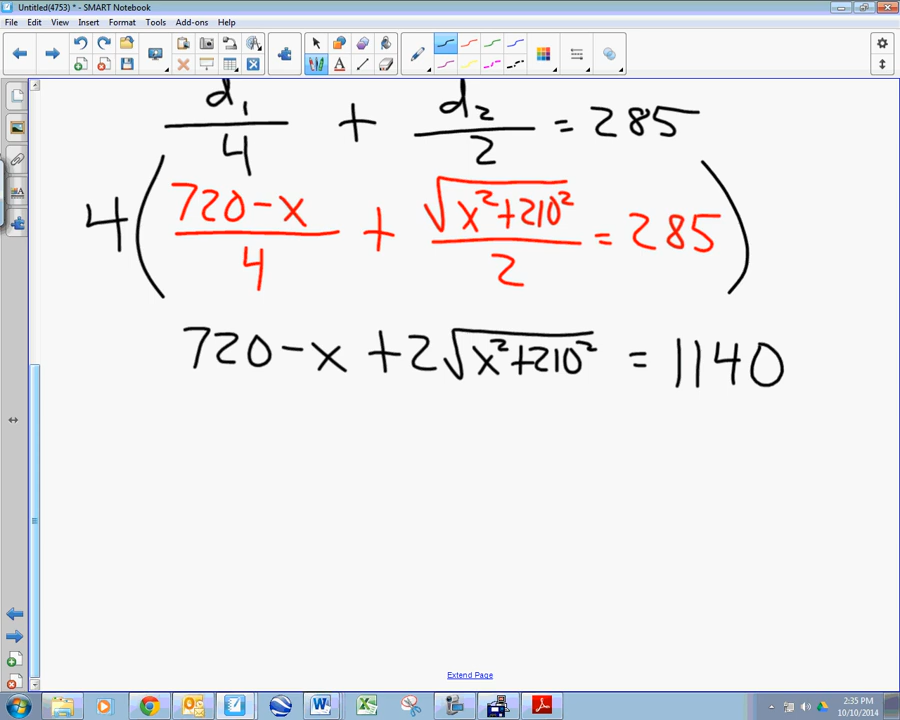 Untitled(4753) * - SMART Notebook
File Edit View Insert Format Tools Add-ons Help
d₁/4 + d₂/2 = 285
4((720-x)/4 + √(x²+210²)/2 = 285)
720-x + 2√(x²+210²) = 1140
Extend Page
2:35 PM
10/10/2014